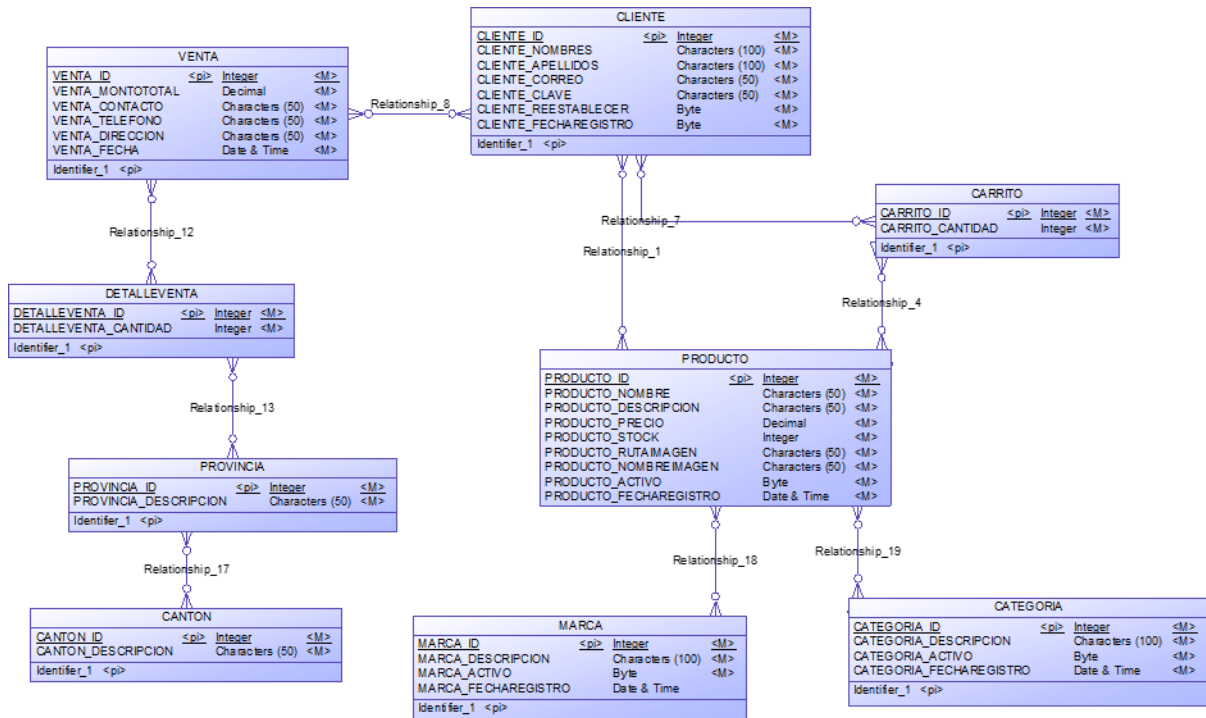 CLIENTE
CLIENTE_ID <pi> Integer <M>
CLIENTE_NOMBRES Characters (100) <M>
CLIENTE_APELLIDOS Characters (100) <M>
CLIENTE_CORREO Characters (50) <M>
CLIENTE_CLAVE Characters (50) <M>
CLIENTE_REESTABLECER Byte <M>
CLIENTE_FECHAREGISTRO Byte <M>
Identifier_1 <pi>
VENTA
VENTA_ID <pi> Integer <M>
VENTA_MONTOTOTAL Decimal <M>
VENTA_CONTACTO Characters (50) <M>
VENTA_TELEFONO Characters (50) <M>
VENTA_DIRECCION Characters (50) <M>
VENTA_FECHA Date & Time <M>
Identifier_1 <pi>
Relationship_8
CARRITO
CARRITO_ID <pi> Integer <M>
CARRITO_CANTIDAD Integer <M>
Identifier_1 <pi>
Relationship_7
Relationship_12
Relationship_1
Relationship_4
DETALLEVENTA
DETALLEVENTA_ID <pi> Integer <M>
DETALLEVENTA_CANTIDAD Integer <M>
Identifier_1 <pi>
PRODUCTO
PRODUCTO_ID <pi> Integer <M>
PRODUCTO_NOMBRE Characters (50) <M>
PRODUCTO_DESCRIPCION Characters (50) <M>
PRODUCTO_PRECIO Decimal <M>
PRODUCTO_STOCK Integer <M>
PRODUCTO_RUTAIMAGEN Characters (50) <M>
PRODUCTO_NOMBREIMAGEN Characters (50) <M>
PRODUCTO_ACTIVO Byte <M>
PRODUCTO_FECHAREGISTRO Date & Time <M>
Relationship_13
PROVINCIA
PROVINCIA_ID <pi> Integer <M>
PROVINCIA_DESCRIPCION Characters (50) <M>
Identifier_1 <pi>
Relationship_17
Relationship_18
Relationship_19
CANTON
CANTON_ID <pi> Integer <M>
CANTON_DESCRIPCION Characters (50) <M>
Identifier_1 <pi>
MARCA
MARCA_ID <pi> Integer <M>
MARCA_DESCRIPCION Characters (100) <M>
MARCA_ACTIVO Byte <M>
MARCA_FECHAREGISTRO Date & Time
Identifier_1 <pi>
CATEGORIA
CATEGORIA_ID <pi> Integer <M>
CATEGORIA_DESCRIPCION Characters (100) <M>
CATEGORIA_ACTIVO Byte <M>
CATEGORIA_FECHAREGISTRO Date & Time <M>
Identifier_1 <pi>